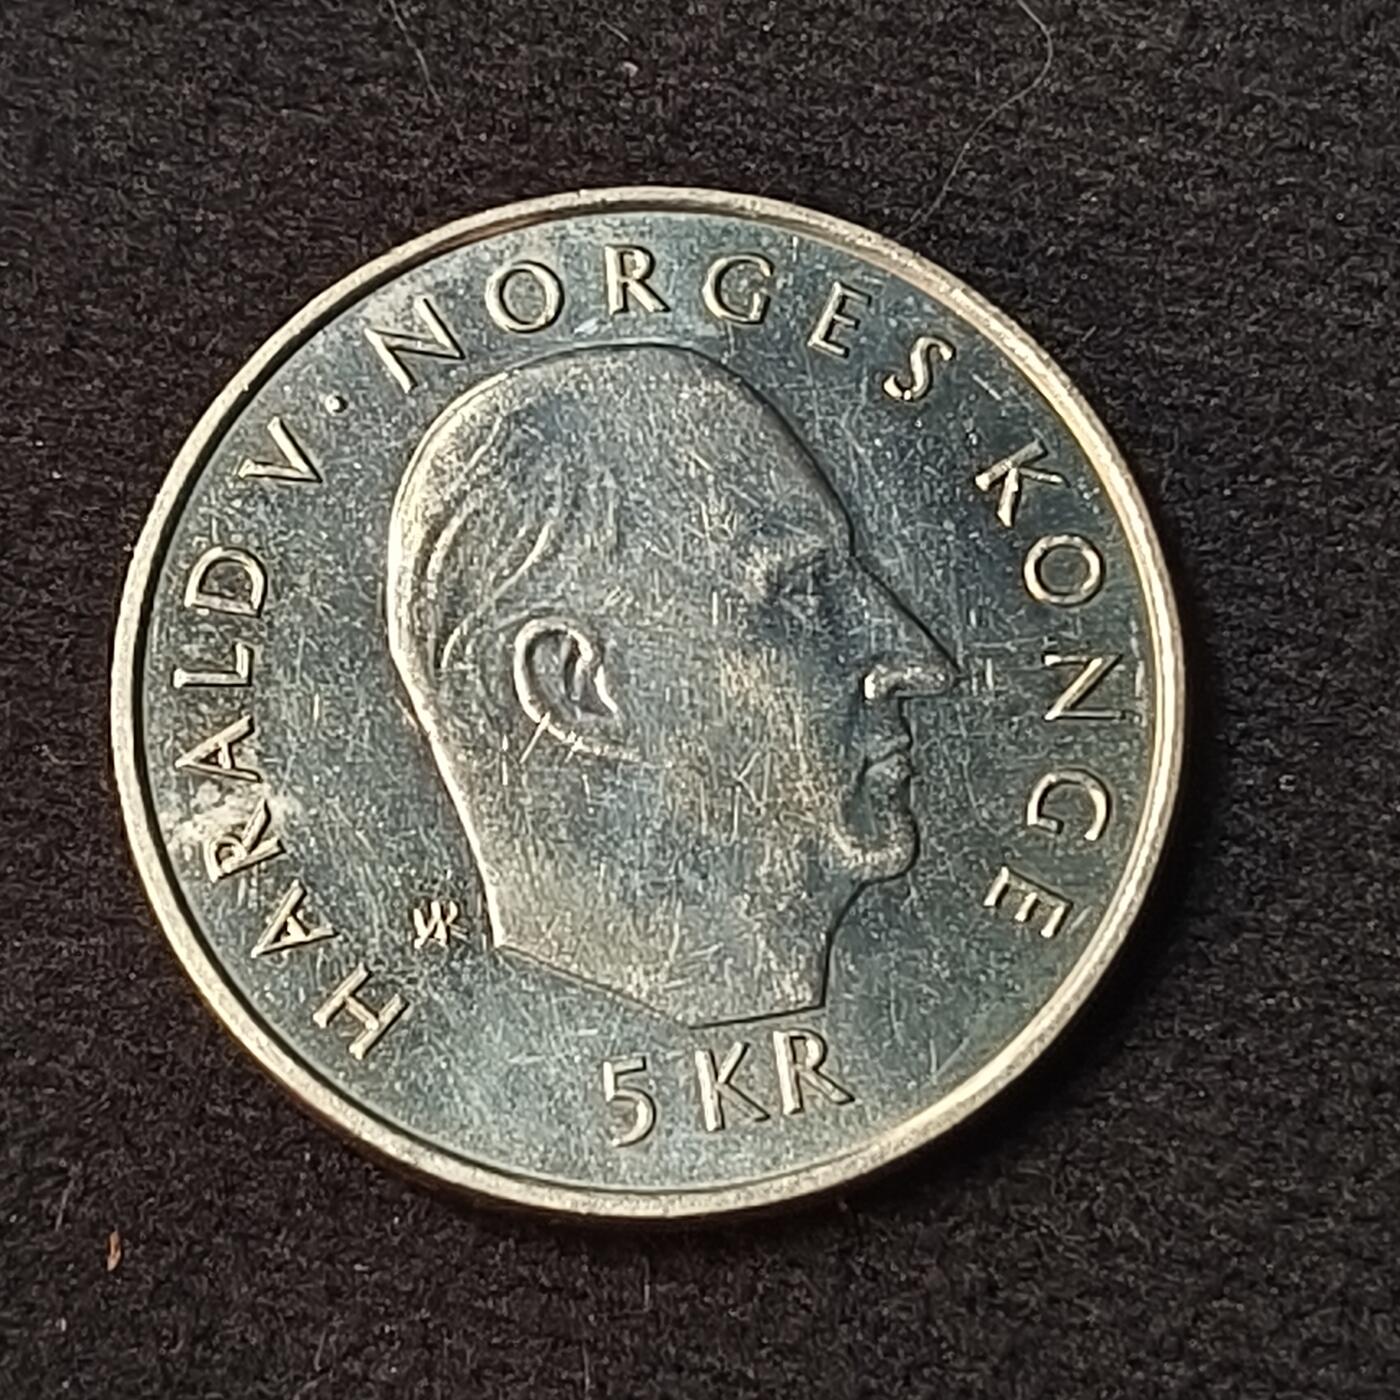 HARALD V · NORGES KONGE
5 KR